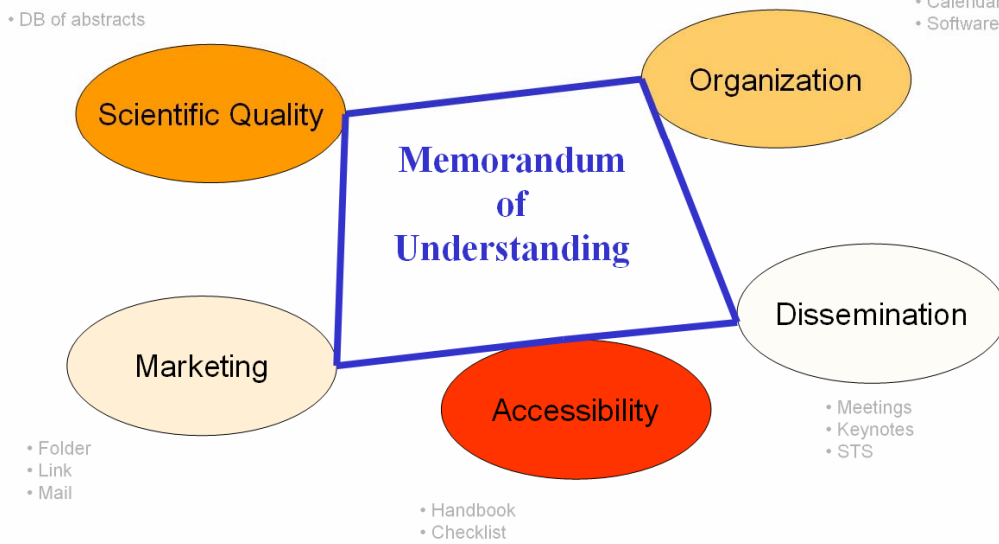 • DB of abstracts
• Calendar
• Software
Scientific Quality
Organization
Memorandum
of
Understanding
Dissemination
Marketing
Accessibility
• Meetings
• Keynotes
• STS
• Folder
• Link
• Mail
• Handbook
• Checklist